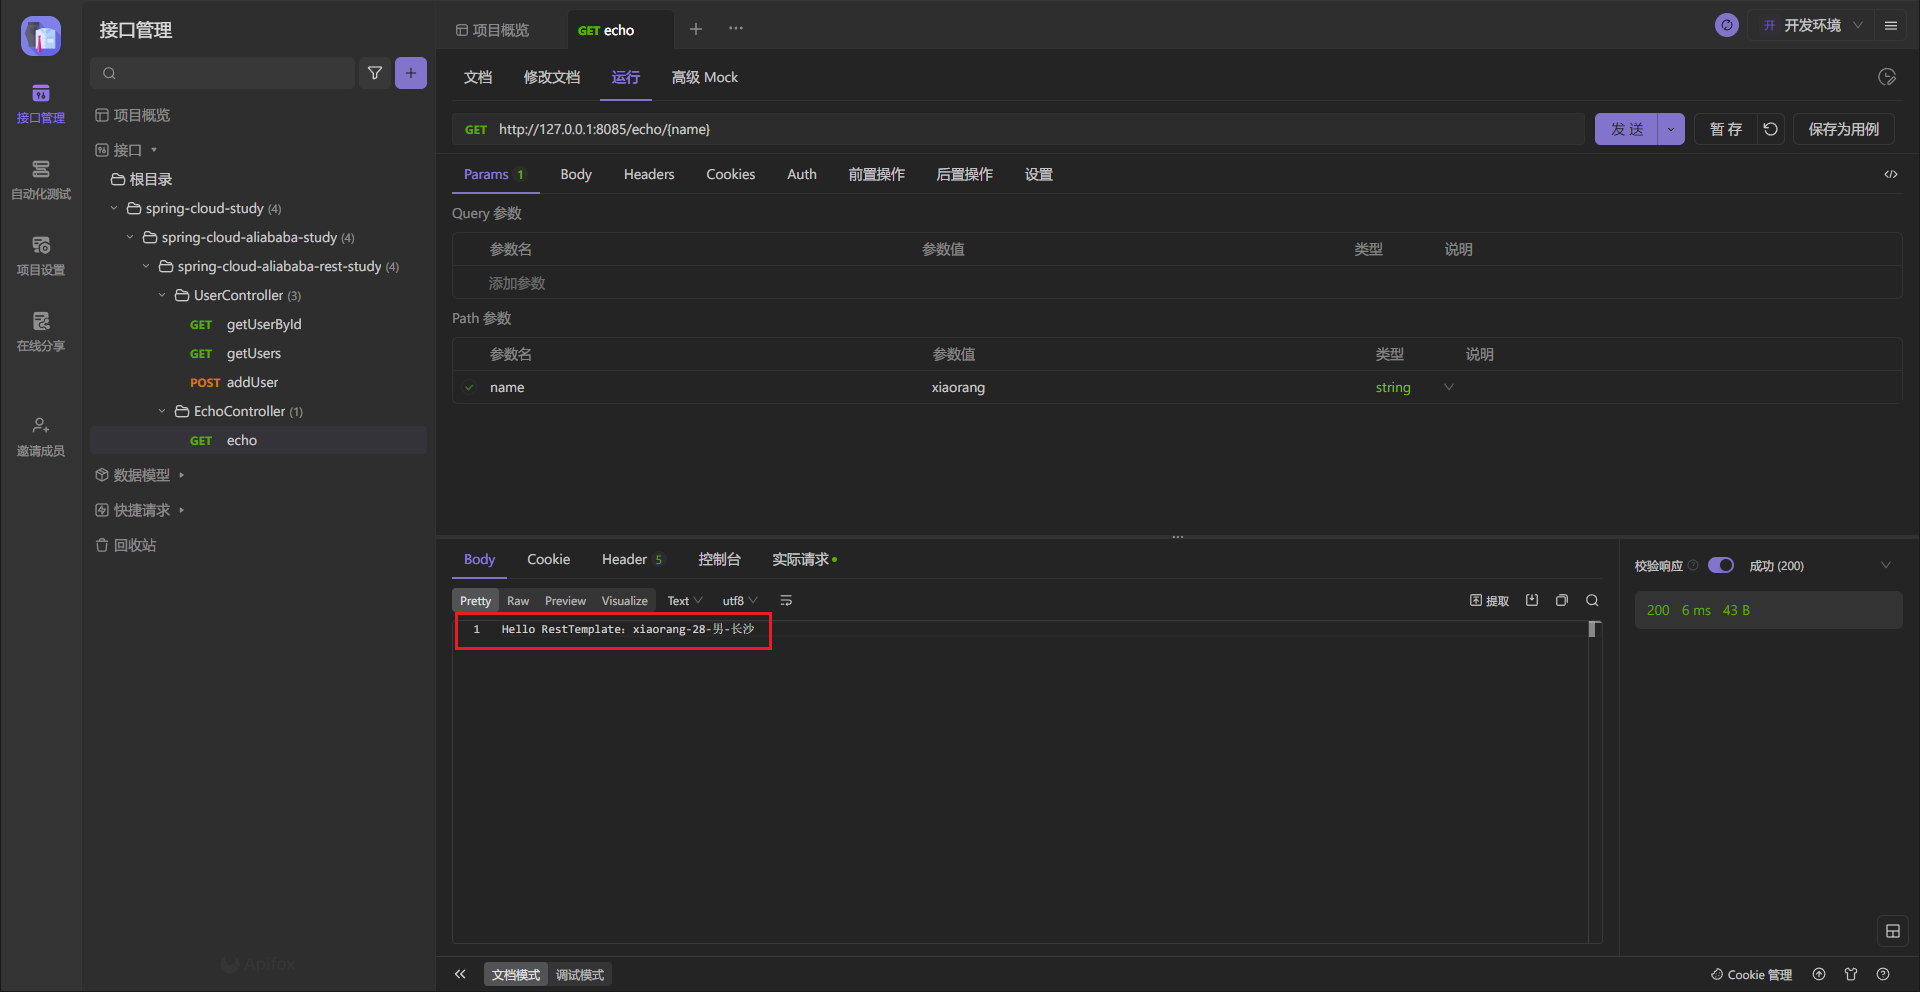 接口管理
自动化测试
项目设置
在线分享
邀请成员
接口管理
项目概览
接口
根目录
spring-cloud-study (4)
spring-cloud-aliababa-study (4)
spring-cloud-aliababa-rest-study (4)
UserController (3)
GET getUserById
GET getUsers
POST addUser
EchoController (1)
GET echo
数据模型
快捷请求
回收站
Apifox
项目概览 GET echo
开 开发环境
文档 修改文档 运行 高级 Mock
GET http://127.0.0.1:8085/echo/{name} 发 送 暂 存 保存为用例
Params 1 Body Headers Cookies Auth 前置操作 后置操作 设置
Query 参数
参数名 参数值 类型 说明
添加参数
Path 参数
参数名 参数值 类型 说明
name xiaorang string
Body Cookie Header 5 控制台 实际请求
Pretty Raw Preview Visualize Text utf8 提取
1 Hello RestTemplate：xiaorang-28-男-长沙
校验响应 成功 (200)
200 6 ms 43 B
文档模式 调试模式 Cookie 管理